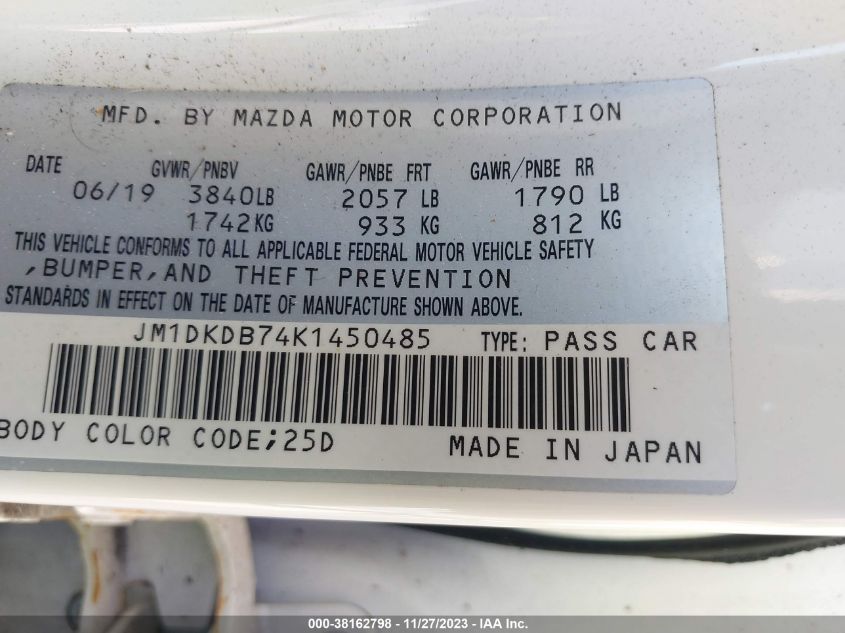 MFD. BY MAZDA MOTOR CORPORATION
DATE GVWR/PNBV GAWR/PNBE FRT GAWR/PNBE RR
06/19 3840LB 2057 LB 1790 LB
1742KG 933 KG 812 KG
THIS VEHICLE CONFORMS TO ALL APPLICABLE FEDERAL MOTOR VEHICLE SAFETY
,BUMPER,AND THEFT PREVENTION
STANDARDS IN EFFECT ON THE DATE OF MANUFACTURE SHOWN ABOVE.
JM1DKDB74K1450485 TYPE: PASS CAR
BODY COLOR CODE;25D MADE IN JAPAN
000-38162798 - 11/27/2023 - IAA Inc.